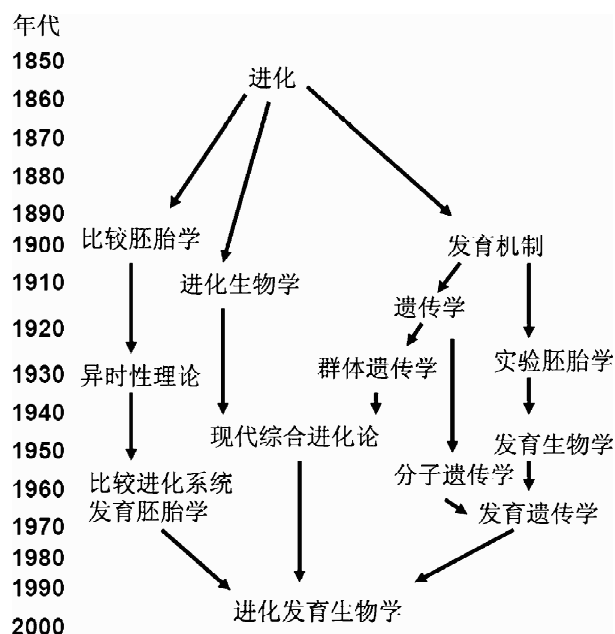 年代
1850
进化
1860
1870
1880
1890
比较胚胎学
发育机制
1900
进化生物学
1910
遗传学
1920
群体遗传学
实验胚胎学
异时性理论
1930
1940
现代综合进化论
发育生物学
1950
分子遗传学
比较进化系统
发育胚胎学
1960
发育遗传学
1970
1980
1990
进化发育生物学
2000